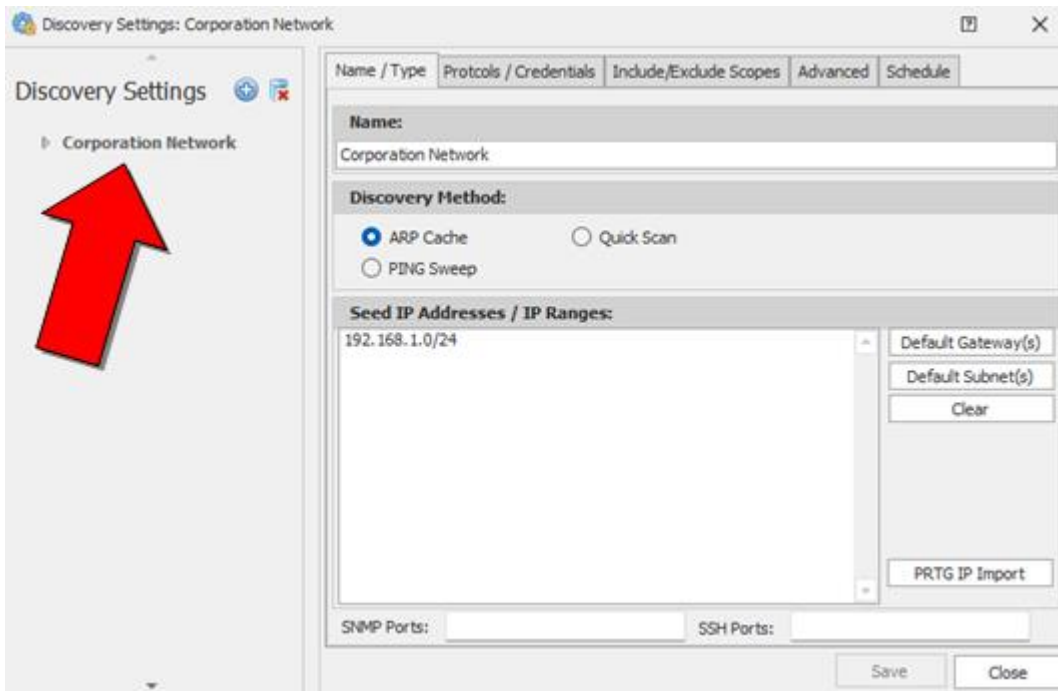 Discovery Settings: Corporation Network
Discovery Settings
Corporation Network
Name / Type
Protcols / Credentials
Include/Exclude Scopes
Advanced
Schedule
Name:
Corporation Network
Discovery Method:
ARP Cache
Quick Scan
PING Sweep
Seed IP Addresses / IP Ranges:
192.168.1.0/24
Default Gateway(s)
Default Subnet(s)
Clear
PRTG IP Import
SNMP Ports:
SSH Ports:
Save
Close